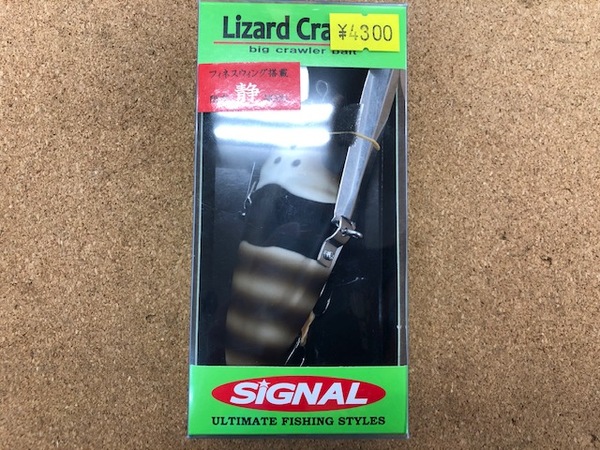 Lizard Cra
¥4300
big crawler bait
フィネスウィング搭載
静
SIGNAL
ULTIMATE FISHING STYLES